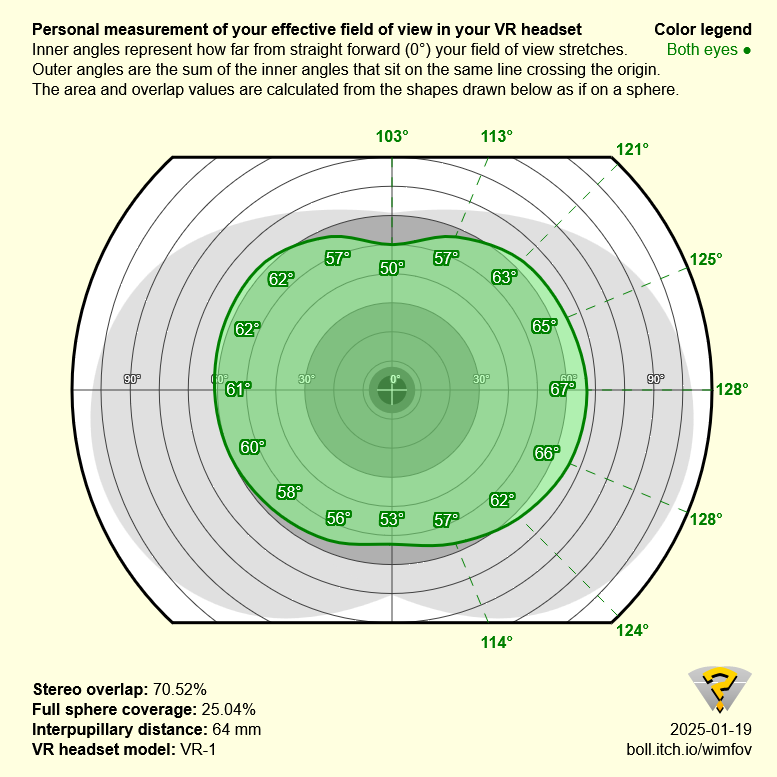 Personal measurement of your effective field of view in your VR headset
Color legend
Inner angles represent how far from straight forward (0°) your field of view stretches.
Both eyes ●
Outer angles are the sum of the inner angles that sit on the same line crossing the origin.
The area and overlap values are calculated from the shapes drawn below as if on a sphere.
103°
113°
121°
57°
50°
57°
125°
62°
63°
62°
65°
90°
60°
30°
0°
30°
60°
90°
61°
67°
128°
60°
66°
58°
62°
56°
53°
57°
128°
124°
114°
Stereo overlap: 70.52%
Full sphere coverage: 25.04%
Interpupillary distance: 64 mm
2025-01-19
VR headset model: VR-1
boll.itch.io/wimfov